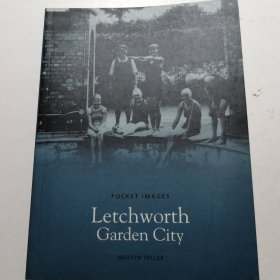 POCKET IMAGES
Letchworth
Garden City
MERVYN MILLER